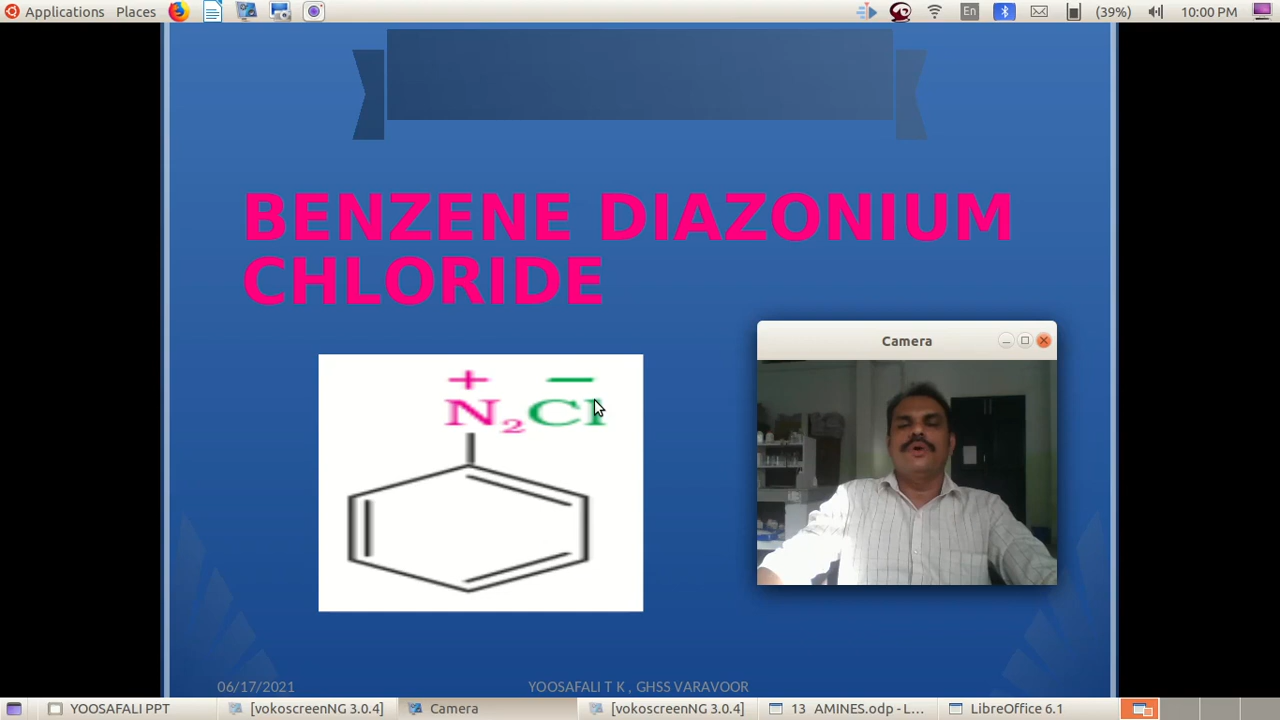 Applications Places En (39%) 10:00 PM
BENZENE DIAZONIUM
CHLORIDE
Camera
+ −
N₂Cl
06/17/2021 YOOSAFALI T K , GHSS VARAVOOR
YOOSAFALI PPT [vokoscreenNG 3.0.4] Camera [vokoscreenNG 3.0.4] 13 AMINES.odp - L... LibreOffice 6.1